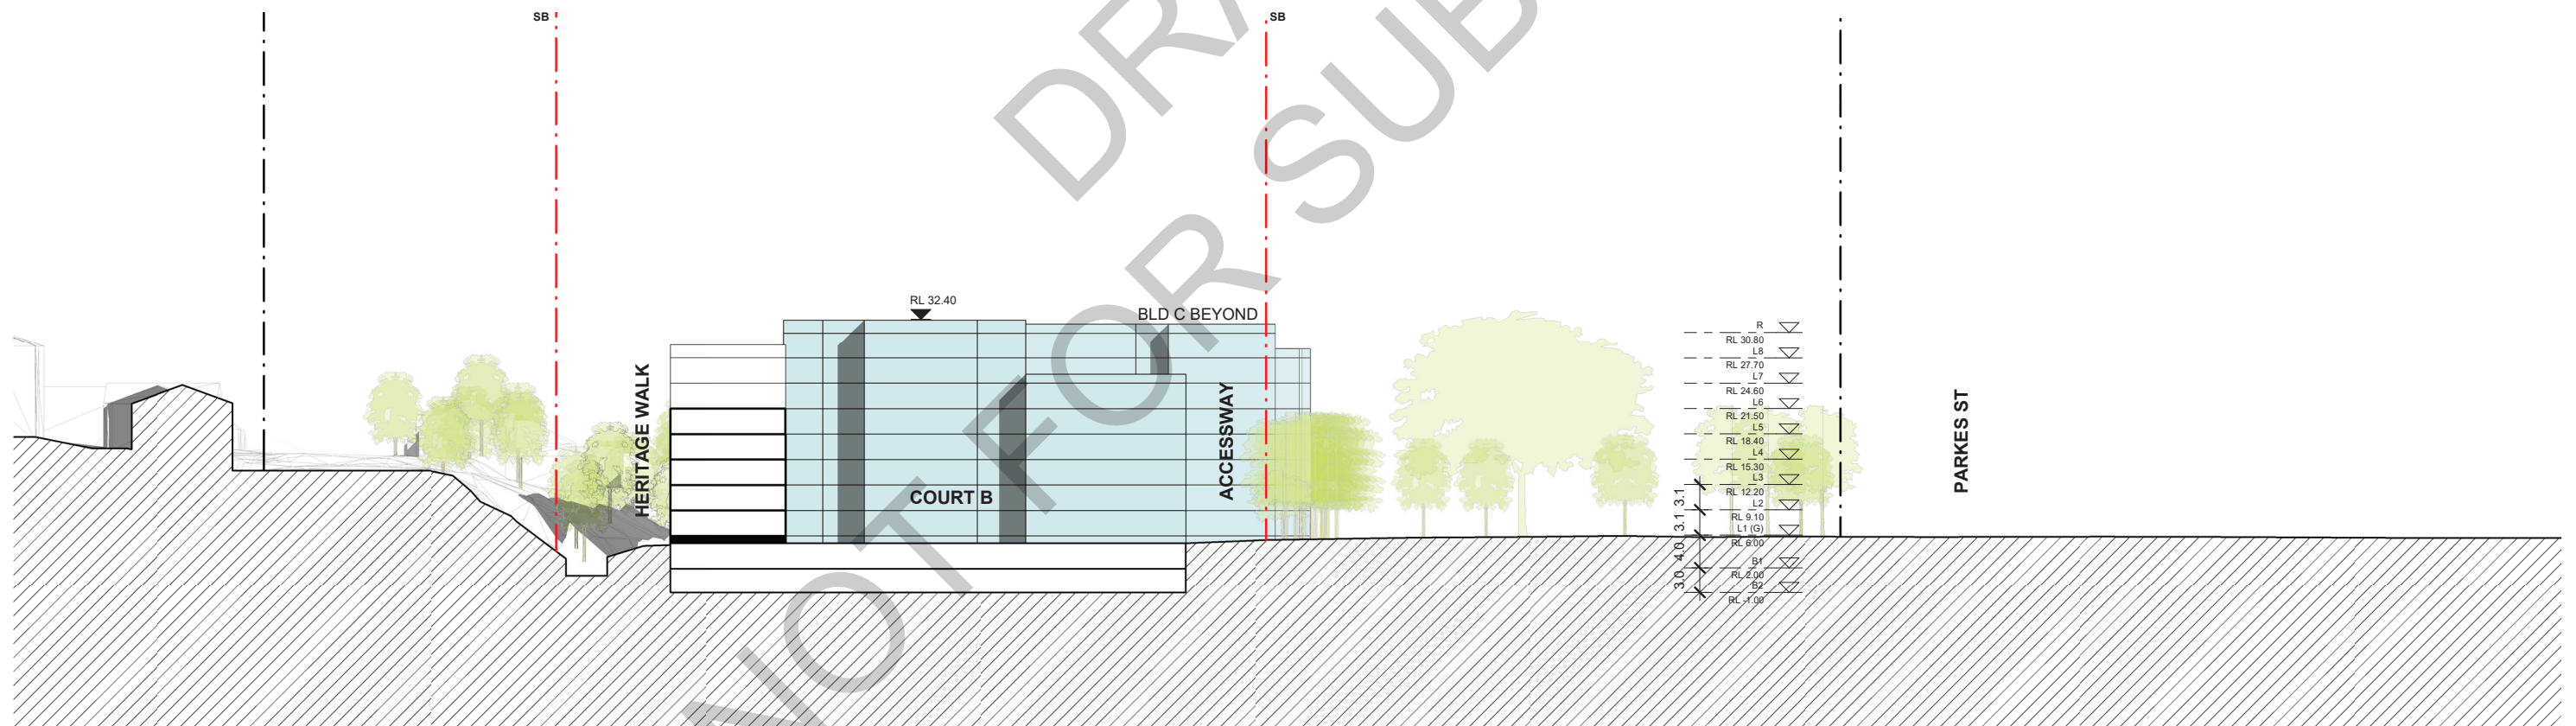 SB
SB
RL 32.40
BLD C BEYOND
HERITAGE WALK
COURT B
ACCESSWAY
PARKES ST
R
RL 30.80
L8
RL 27.70
L7
RL 24.60
L6
RL 21.50
L5
RL 18.40
L4
RL 15.30
L3
RL 12.20
L2
RL 9.10
L1 (G)
RL 6.00
B1
RL 2.00
B2
RL -1.00
3.1
3.1
4.0
3.0
DRA
NOT FOR SUB